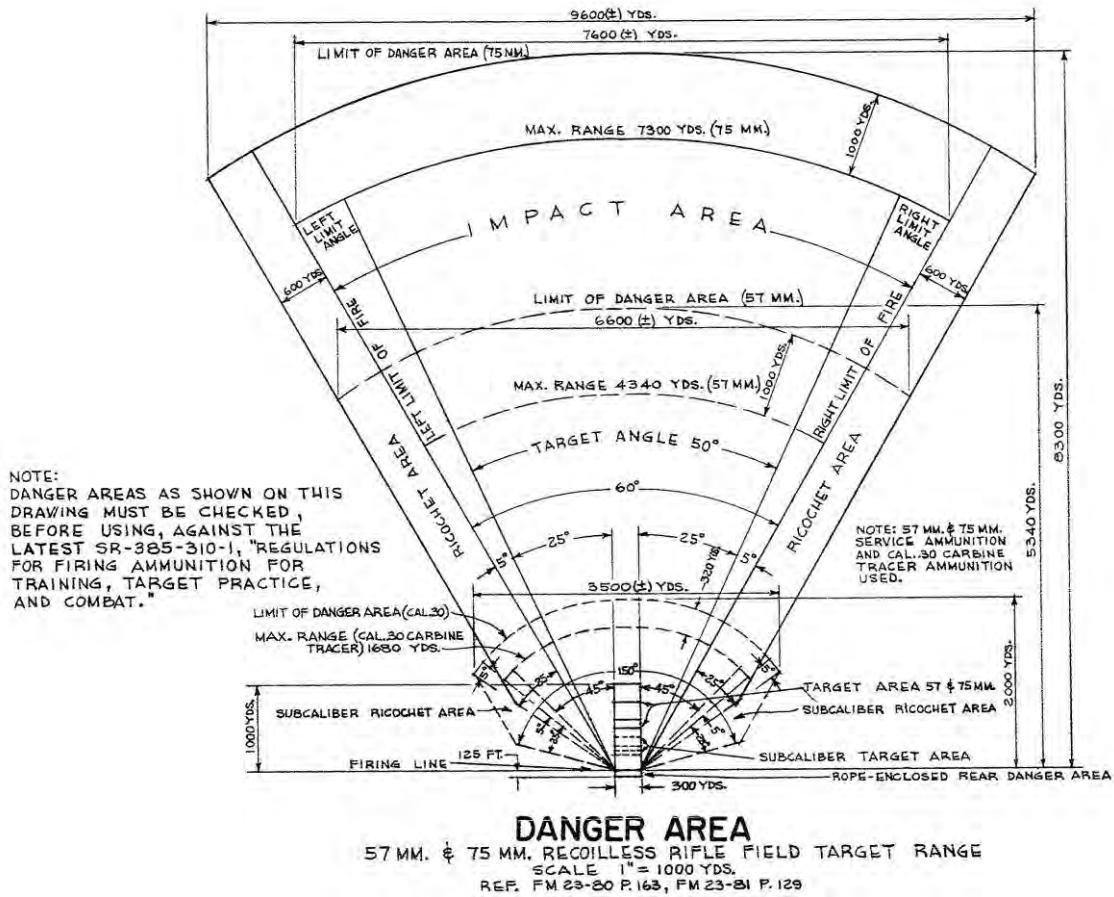 9600(±) YDS.
7600 (±) YDS.
LIMIT OF DANGER AREA (75 MM.)
MAX. RANGE 7300 YDS. (75 MM.)
1000 YDS.
IMPACT AREA
LEFT
LIMIT
ANGLE
RIGHT
LIMIT
ANGLE
600 YDS.
600 YDS.
LIMIT OF DANGER AREA (57 MM.)
6600 (±) YDS.
LEFT LIMIT OF FIRE
RIGHT LIMIT OF FIRE
1000 YDS.
MAX. RANGE 4340 YDS. (57 MM.)
TARGET ANGLE 50°
60°
RICOCHET AREA
RICOCHET AREA
8300 YDS.
5340 YDS.
NOTE:
DANGER AREAS AS SHOWN ON THIS
DRAWING MUST BE CHECKED,
BEFORE USING, AGAINST THE
LATEST SR-385-310-1, "REGULATIONS
FOR FIRING AMMUNITION FOR
TRAINING, TARGET PRACTICE,
AND COMBAT."
NOTE: 57 MM. & 75 MM.
SERVICE AMMUNITION
AND CAL..30 CARBINE
TRACER AMMUNITION
USED.
5°
25°
25°
5°
320 YDS.
3500(±) YDS.
LIMIT OF DANGER AREA (CAL.30)
MAX. RANGE (CAL.30 CARBINE
TRACER) 1680 YDS.
2000 YDS.
150°
5°
25°
45°
45°
25°
5°
TARGET AREA 57 & 75 MM.
SUBCALIBER RICOCHET AREA
SUBCALIBER RICOCHET AREA
5°
25°
5°
25°
1000 YDS.
125 FT.
SUBCALIBER TARGET AREA
FIRING LINE
ROPE-ENCLOSED REAR DANGER AREA
300 YDS.
DANGER AREA
57 MM. & 75 MM. RECOILLESS RIFLE FIELD TARGET RANGE
SCALE 1" = 1000 YDS.
REF. FM 23-80 P. 163, FM 23-81 P. 129